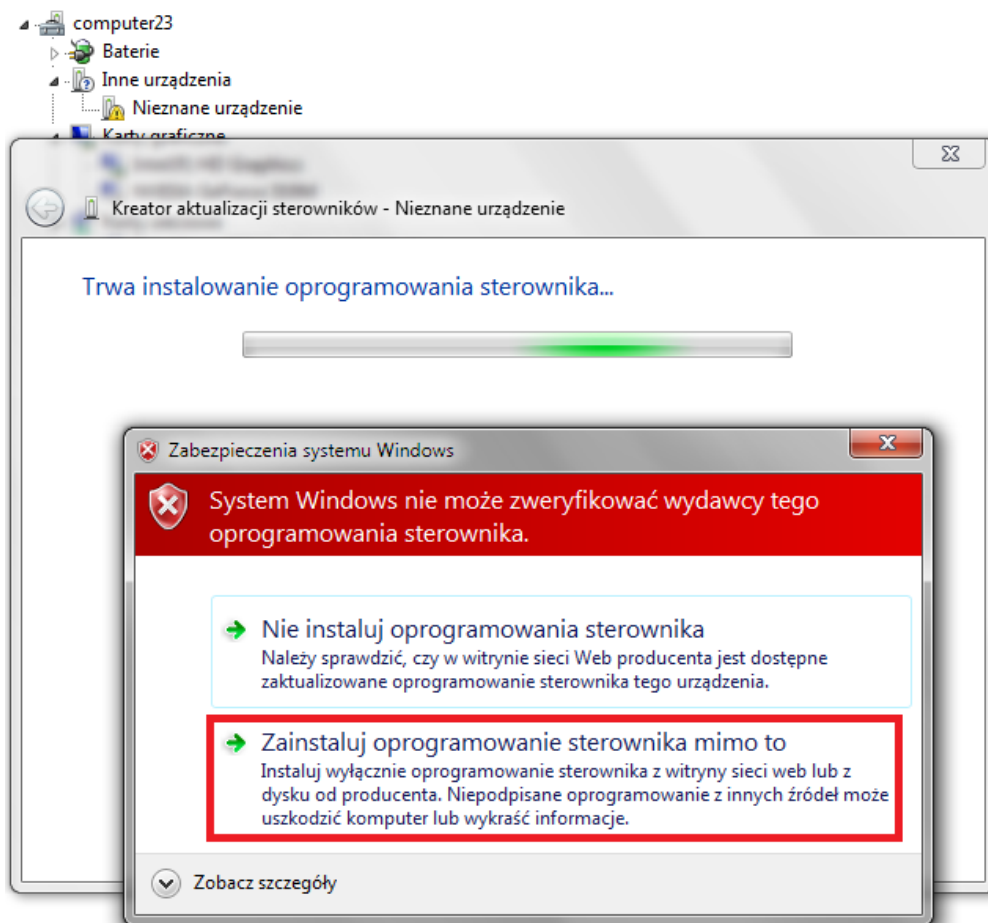 computer23
Baterie
Inne urządzenia
Nieznane urządzenie
Karty graficzne
Kreator aktualizacji sterowników - Nieznane urządzenie
Trwa instalowanie oprogramowania sterownika...
Zabezpieczenia systemu Windows
System Windows nie może zweryfikować wydawcy tego
oprogramowania sterownika.
Nie instaluj oprogramowania sterownika
Należy sprawdzić, czy w witrynie sieci Web producenta jest dostępne
zaktualizowane oprogramowanie sterownika tego urządzenia.
Zainstaluj oprogramowanie sterownika mimo to
Instaluj wyłącznie oprogramowanie sterownika z witryny sieci web lub z
dysku od producenta. Niepodpisane oprogramowanie z innych źródeł może
uszkodzić komputer lub wykraść informacje.
Zobacz szczegóły